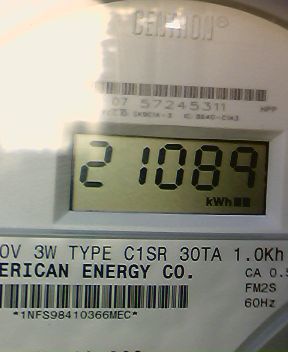 CENTRON®
07 57245311 HPP
21089
kWh
0V 3W TYPE C1SR 30TA 1.0Kh
ERICAN ENERGY CO. CA 0.5
FM2S
60Hz
*1NFS98410366MEC*